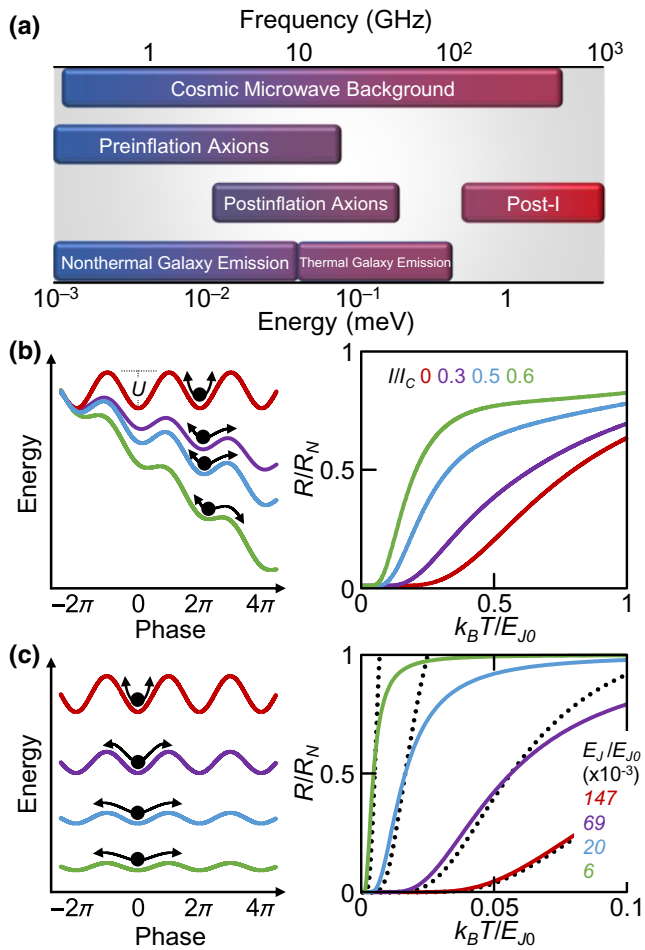 (a)
Frequency (GHz)
1 10 10² 10³
Cosmic Microwave Background
Preinflation Axions
Postinflation Axions Post-I
Nonthermal Galaxy Emission Thermal Galaxy Emission
10⁻³ 10⁻² 10⁻¹ 1
Energy (meV)
(b)
U
Energy
−2π 0 2π 4π
Phase
I/I_C 0 0.3 0.5 0.6
R/R_N
1
0.5
0
0 0.5 1
k_BT/E_J0
(c)
Energy
−2π 0 2π 4π
Phase
R/R_N
1
0.5
0
E_J/E_J0
(x10⁻³)
147
69
20
6
0 0.05 0.1
k_BT/E_J0